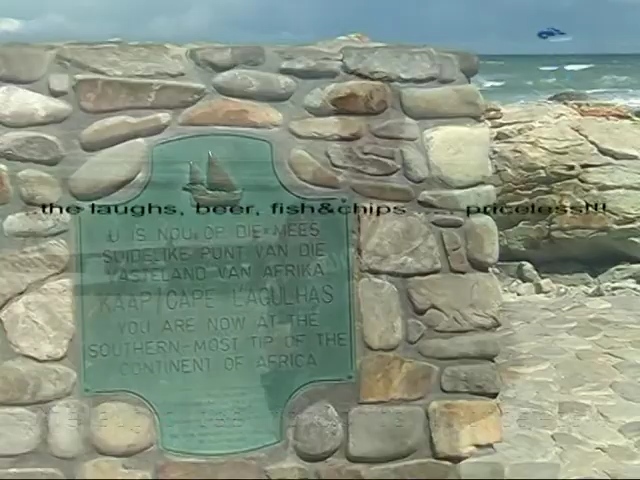 ...the laughs, beer, fish&chips ...... priceless!!!
U IS NOU OP DIE MEES
SUIDELIKE PUNT VAN DIE
VASTELAND VAN AFRIKA
KAAP/CAPE L'AGULHAS
YOU ARE NOW AT THE
SOUTHERN-MOST TIP OF THE
CONTINENT OF AFRICA